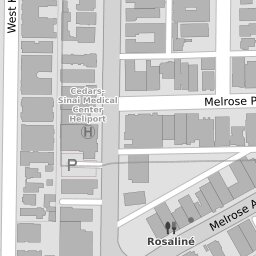 West H
Cedars-
Sinai Medical
Center
Heliport
H
Melrose P
P
Melrose A
Rosaliné